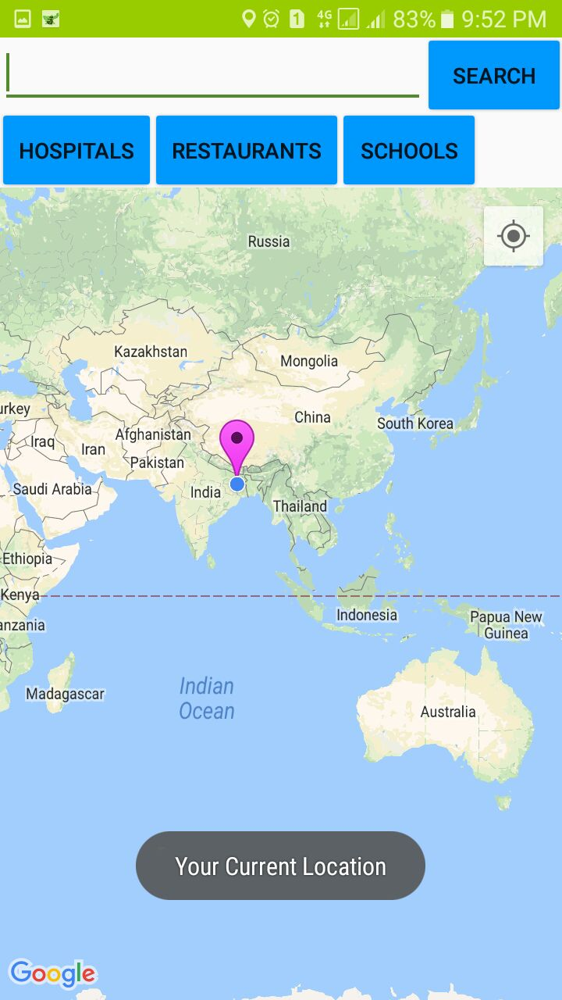 1 4G 83% 9:52 PM
SEARCH
HOSPITALS RESTAURANTS SCHOOLS
Russia
Kazakhstan
Mongolia
urkey
China
South Korea
Afghanistan
Iraq
Iran
Pakistan
Saudi Arabia
India
Thailand
Ethiopia
Kenya
Indonesia
Papua New
Guinea
anzania
Madagascar
Indian
Ocean
Australia
Your Current Location
Google